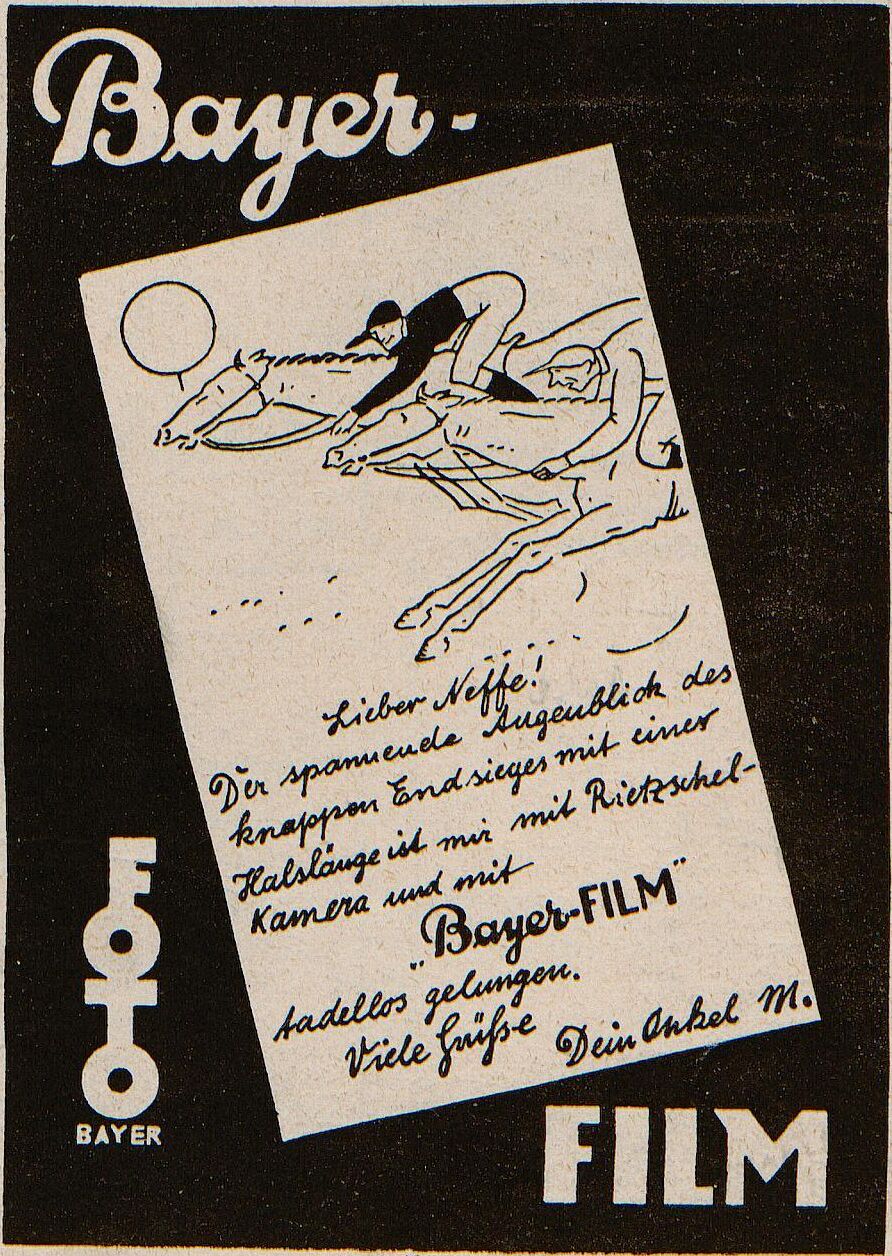 Bayer-
Lieber Neffe!
Der spannende Augenblick des
knappen Endsieges mit einer
Halslänge ist mir mit Rietzschel-
Kamera und mit
„Bayer-FILM"
tadellos gelungen.
Viele Grüße
Dein Onkel M.
FOTO
BAYER
FILM